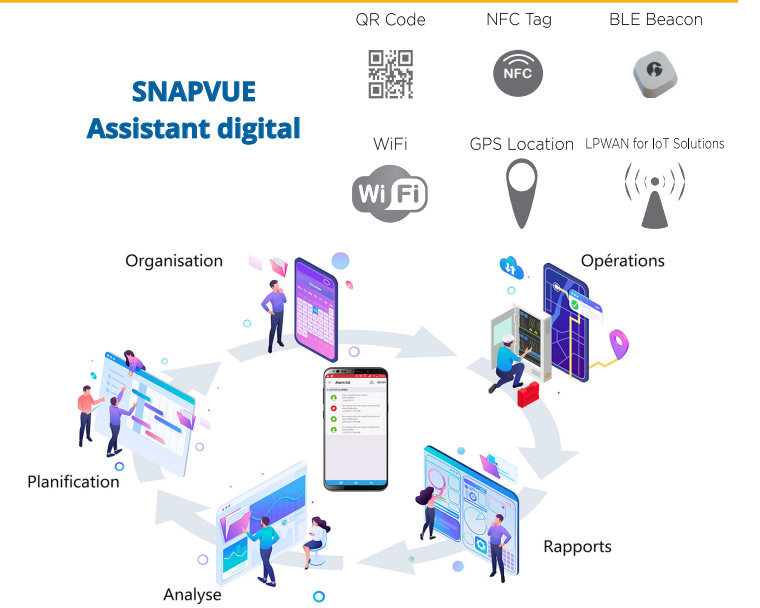 QR Code
NFC Tag
BLE Beacon
NFC
SNAPVUE
Assistant digital
WiFi
GPS Location
LPWAN for IoT Solutions
Wi Fi
Organisation
Opérations
Planification
Rapports
Analyse